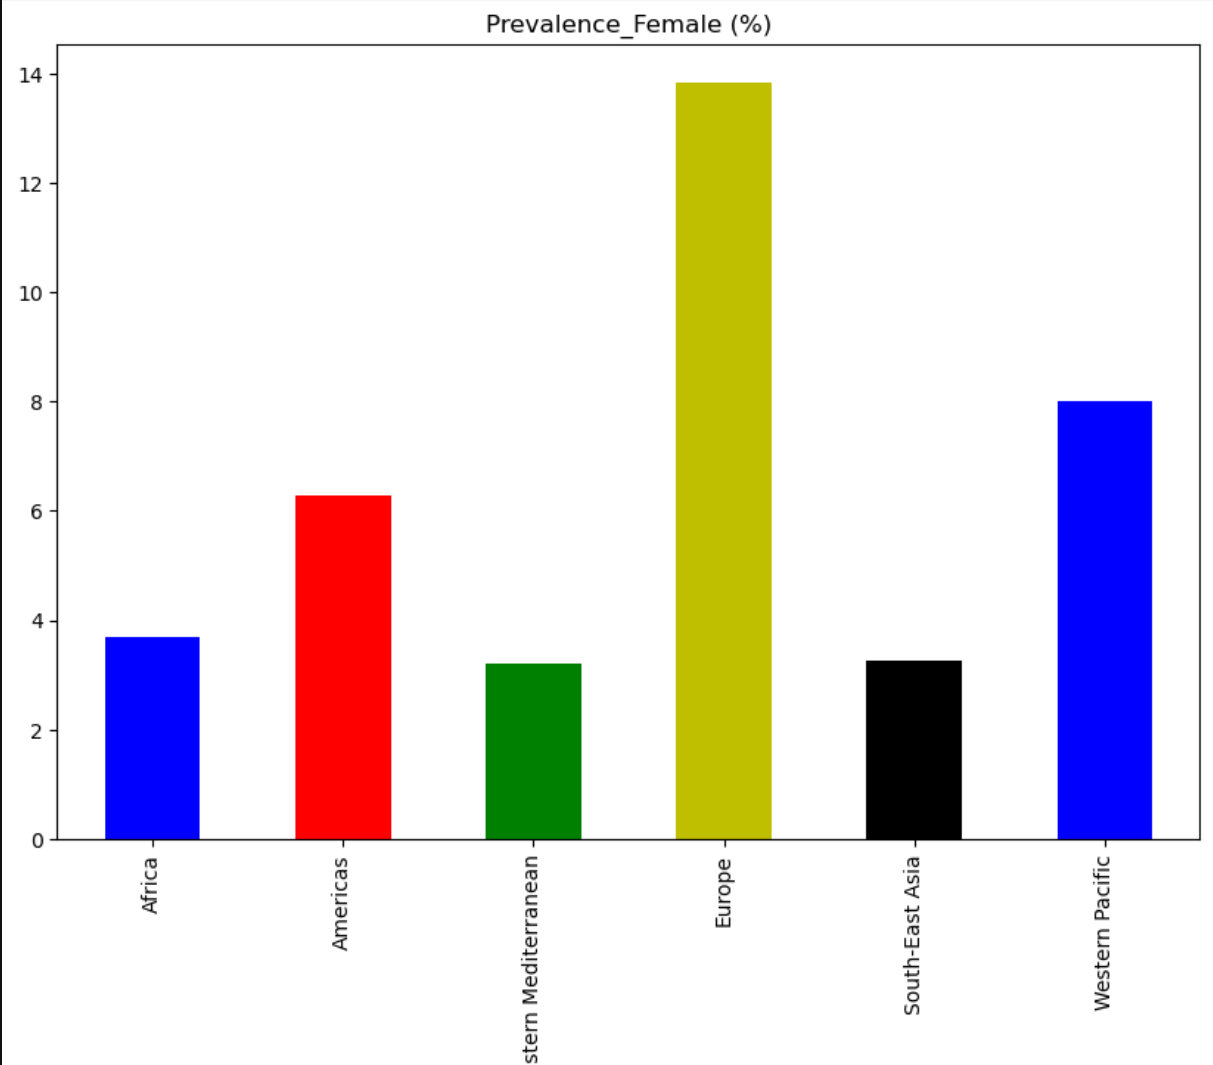 Prevalence_Female (%)
14
12
10
8
6
4
2
0
Africa
Americas
stern Mediterranean
Europe
South-East Asia
Western Pacific